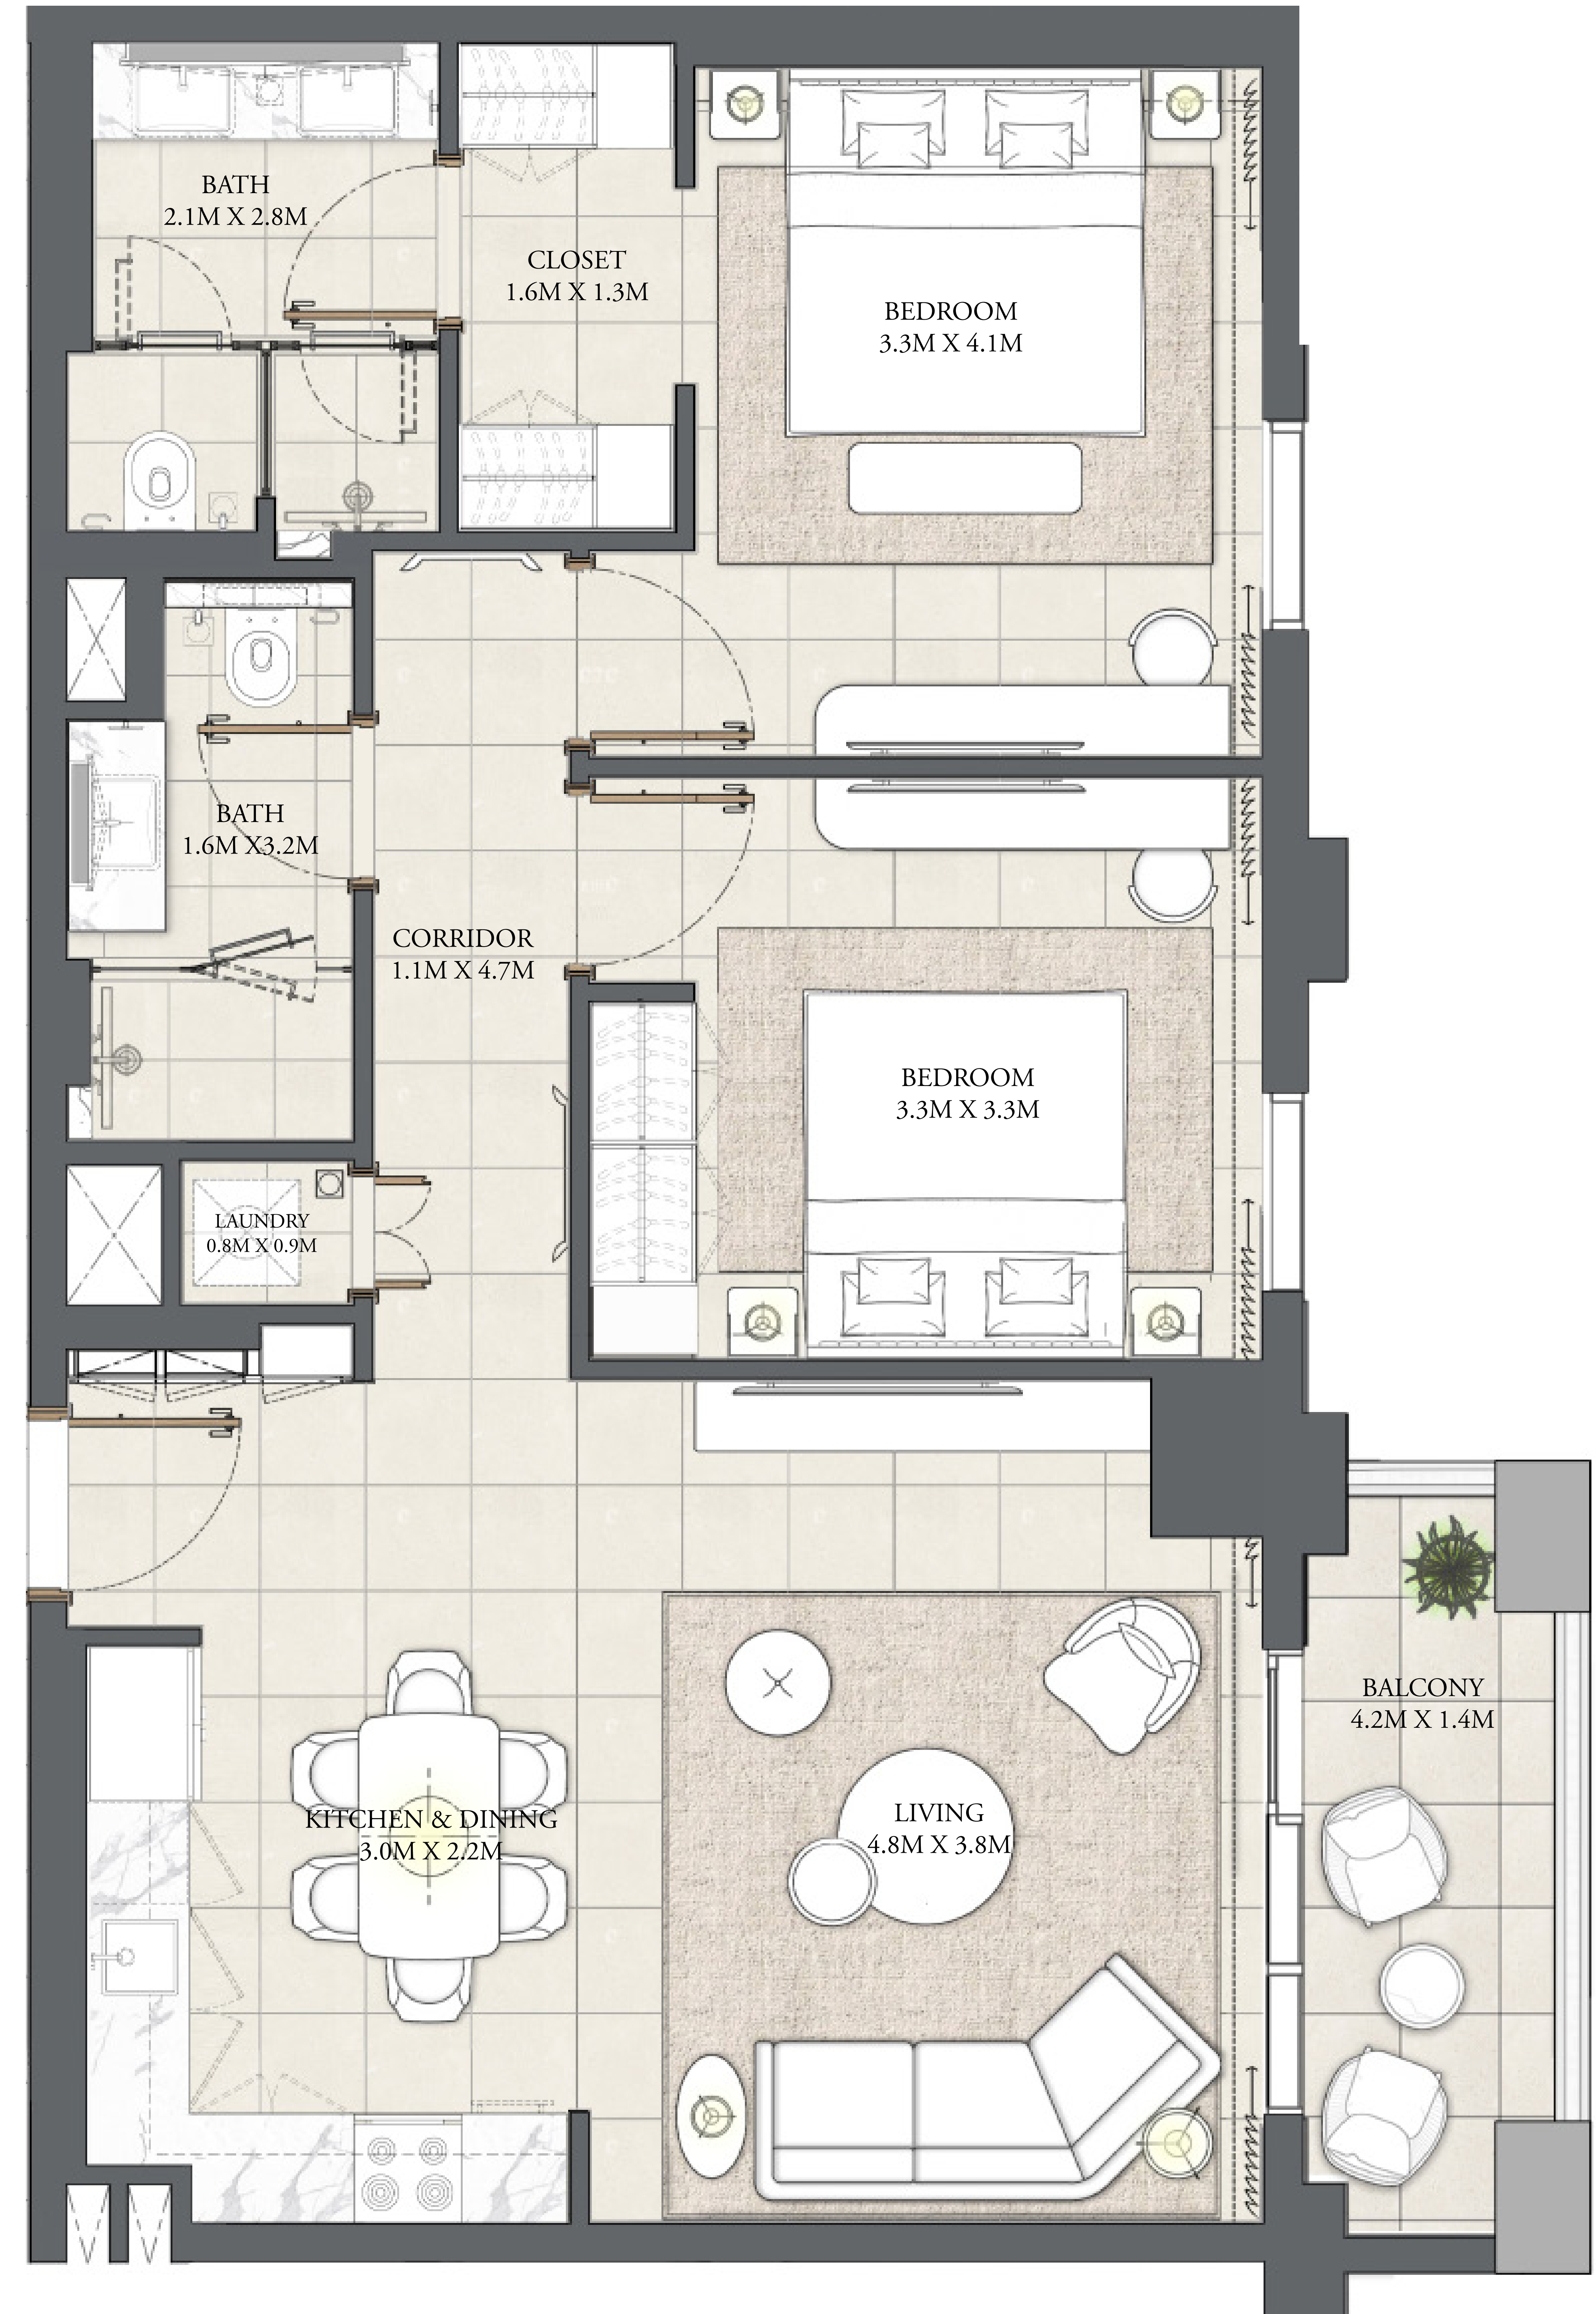 BATH
2.1M X 2.8M
CLOSET
1.6M X 1.3M
BEDROOM
3.3M X 4.1M
BATH
1.6M X3.2M
CORRIDOR
1.1M X 4.7M
BEDROOM
3.3M X 3.3M
LAUNDRY
0.8M X 0.9M
BALCONY
4.2M X 1.4M
KITCHEN & DINING
3.0M X 2.2M
LIVING
4.8M X 3.8M